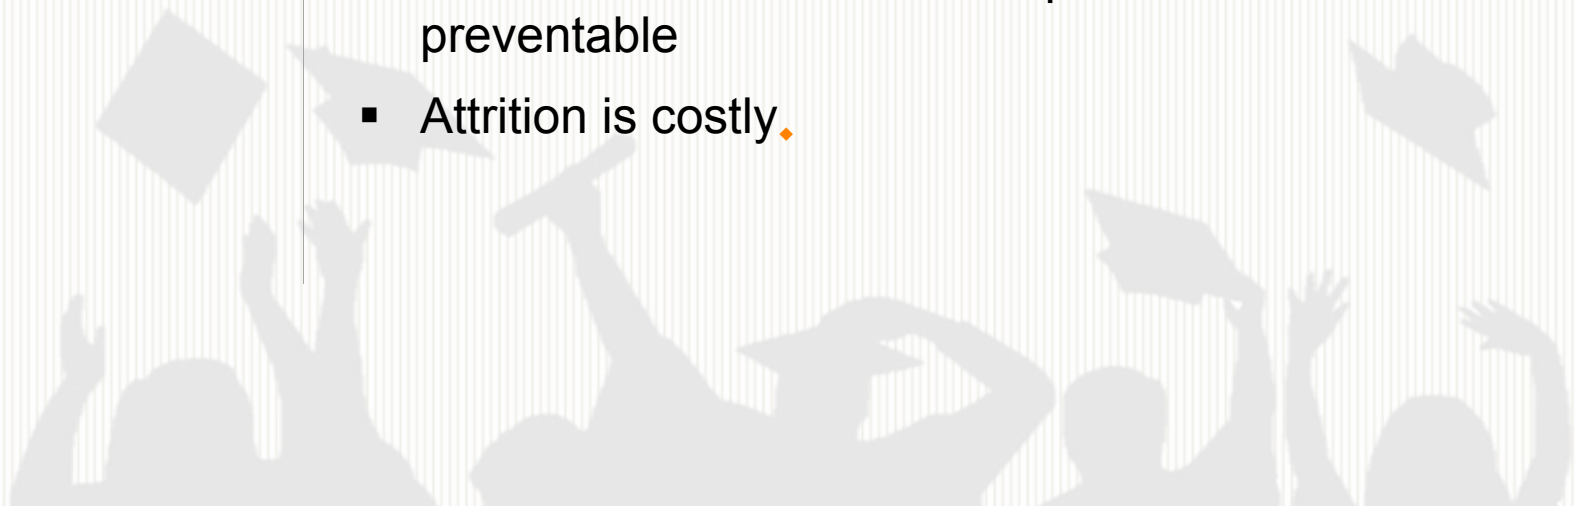 preventable
▪ Attrition is costly.